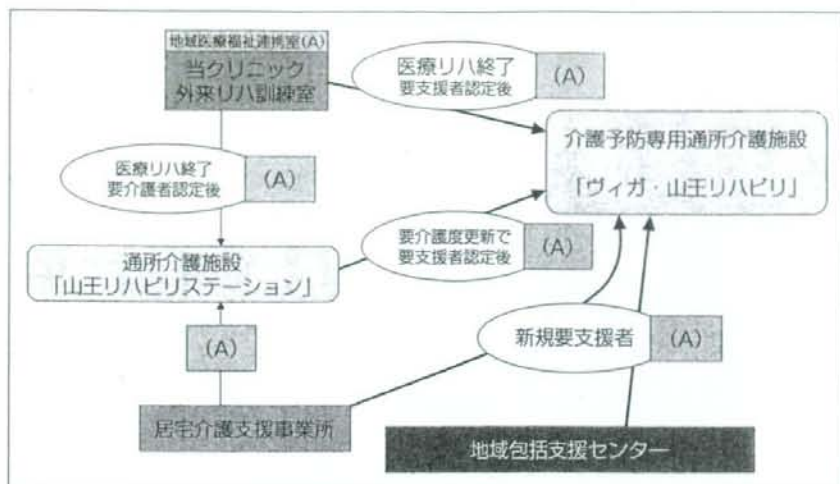 地域医療福祉連携室(A)
当クリニック
外来リハ訓練室
医療リハ終了
要支援者認定後
(A)
介護予防専用通所介護施設
「ヴィガ・山王リハビリ」
医療リハ終了
要介護者認定後
(A)
要介護度更新で
要支援者認定後
(A)
通所介護施設
「山王リハビリステーション」
(A)
新規要支援者
(A)
居宅介護支援事業所
地域包括支援センター